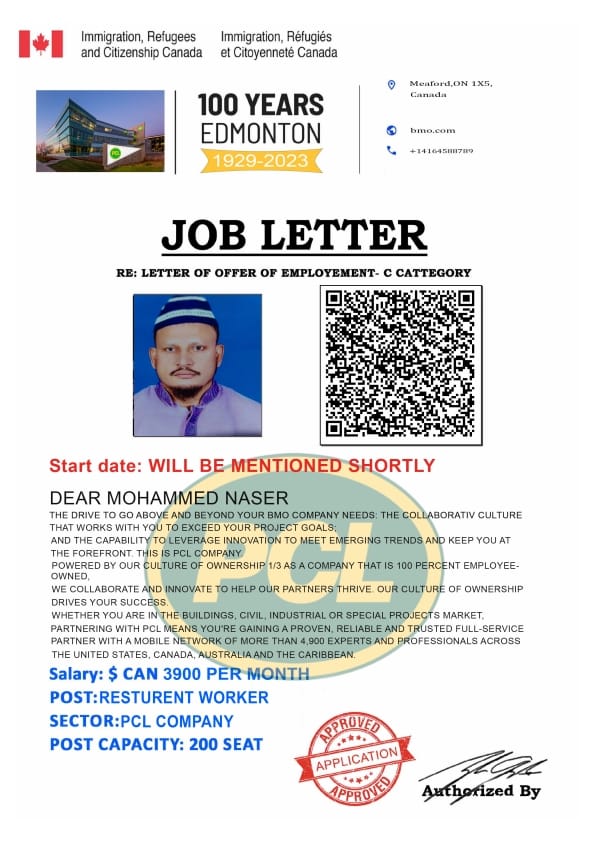 Immigration, Refugees
and Citizenship Canada
Immigration, Réfugiés
et Citoyenneté Canada
PCL
100 YEARS
EDMONTON
1929-2023
Meaford,ON 1X5,
Canada
bmo.com
+14164588789
JOB LETTER
RE: LETTER OF OFFER OF EMPLOYEMENT- C CATTEGORY
Start date: WILL BE MENTIONED SHORTLY
DEAR MOHAMMED NASER
THE DRIVE TO GO ABOVE AND BEYOND YOUR BMO COMPANY NEEDS: THE COLLABORATIV CULTURE
THAT WORKS WITH YOU TO EXCEED YOUR PROJECT GOALS;
AND THE CAPABILITY TO LEVERAGE INNOVATION TO MEET EMERGING TRENDS AND KEEP YOU AT
THE FOREFRONT. THIS IS PCL COMPANY.
POWERED BY OUR CULTURE OF OWNERSHIP 1/3 AS A COMPANY THAT IS 100 PERCENT EMPLOYEE-
OWNED,
WE COLLABORATE AND INNOVATE TO HELP OUR PARTNERS THRIVE. OUR CULTURE OF OWNERSHIP
DRIVES YOUR SUCCESS.
WHETHER YOU ARE IN THE BUILDINGS, CIVIL, INDUSTRIAL OR SPECIAL PROJECTS MARKET,
PARTNERING WITH PCL MEANS YOU'RE GAINING A PROVEN, RELIABLE AND TRUSTED FULL-SERVICE
PARTNER WITH A MOBILE NETWORK OF MORE THAN 4,900 EXPERTS AND PROFESSIONALS ACROSS
THE UNITED STATES, CANADA, AUSTRALIA AND THE CARIBBEAN.
PCL
Salary: $ CAN 3900 PER MONTH
POST:RESTURENT WORKER
SECTOR:PCL COMPANY
POST CAPACITY: 200 SEAT
APPROVED
APPLICATION
APPROVED
Authorized By